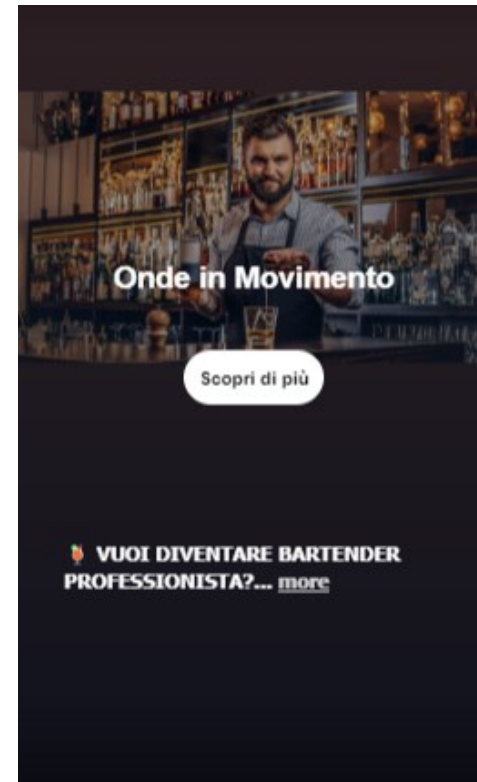 Onde in Movimento
Scopri di più
🍹 VUOI DIVENTARE BARTENDER
PROFESSIONISTA?... more